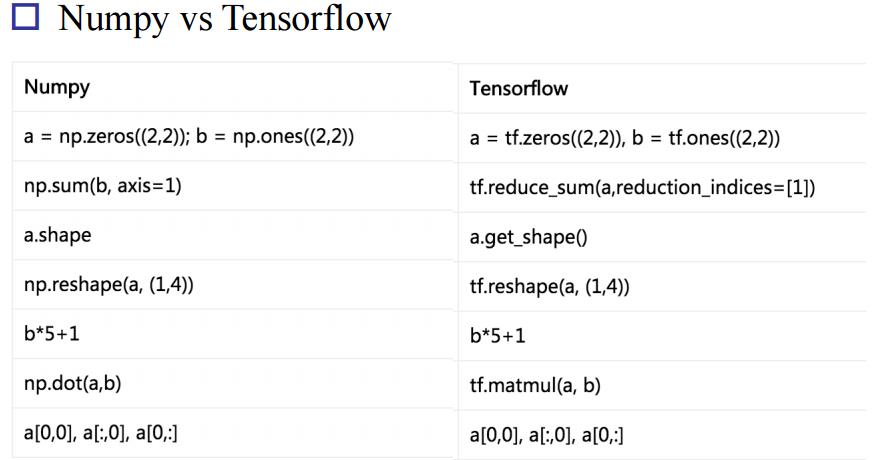 Numpy vs Tensorflow
Numpy Tensorflow
a = np.zeros((2,2)); b = np.ones((2,2)) a = tf.zeros((2,2)), b = tf.ones((2,2))
np.sum(b, axis=1) tf.reduce_sum(a,reduction_indices=[1])
a.shape a.get_shape()
np.reshape(a, (1,4)) tf.reshape(a, (1,4))
b*5+1 b*5+1
np.dot(a,b) tf.matmul(a, b)
a[0,0], a[:,0], a[0,:] a[0,0], a[:,0], a[0,:]